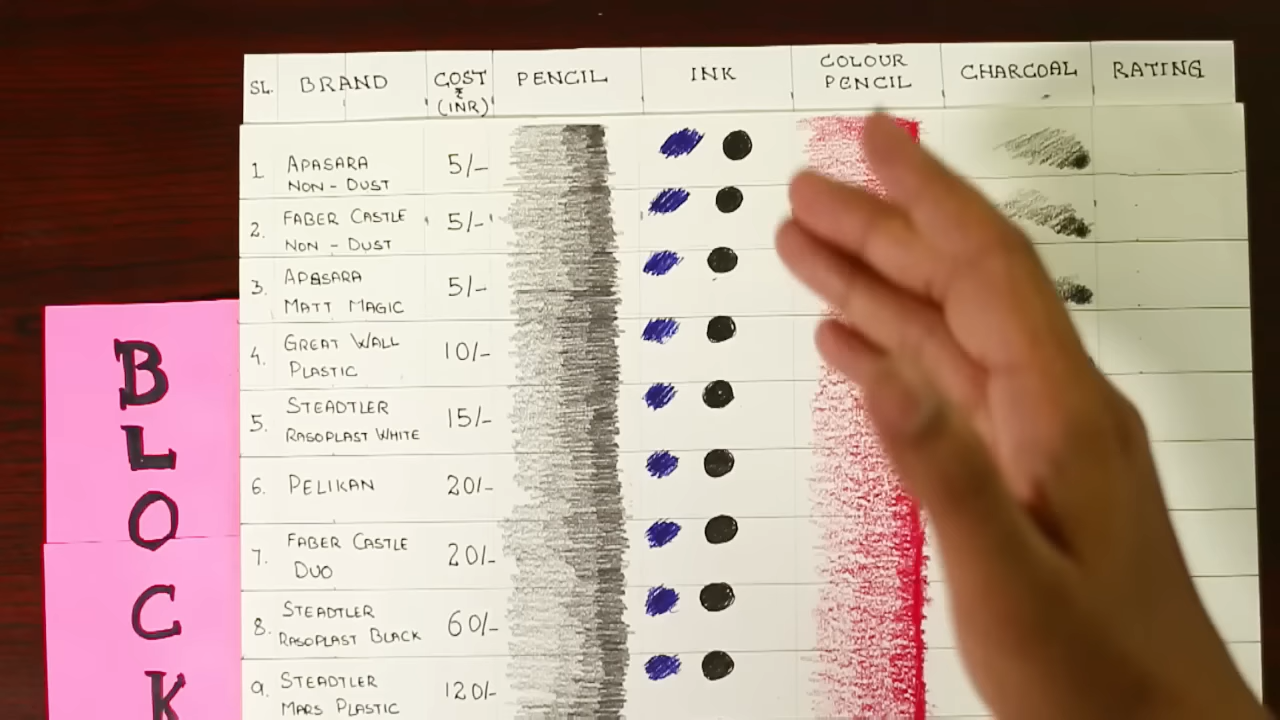 SL. BRAND COST ₹ (INR) PENCIL INK COLOUR PENCIL CHARCOAL RATING
1. APASARA NON - DUST 5/-
2. FABER CASTLE NON - DUST 5/-
3. APASARA MATT MAGIC 5/-
4. GREAT WALL PLASTIC 10/-
5. STEADTLER RASOPLAST WHITE 15/-
6. PELIKAN 20/-
7. FABER CASTLE DUO 20/-
8. STEADTLER RASOPLAST BLACK 60/-
9. STEADTLER MARS PLASTIC 120/-
BLOCK